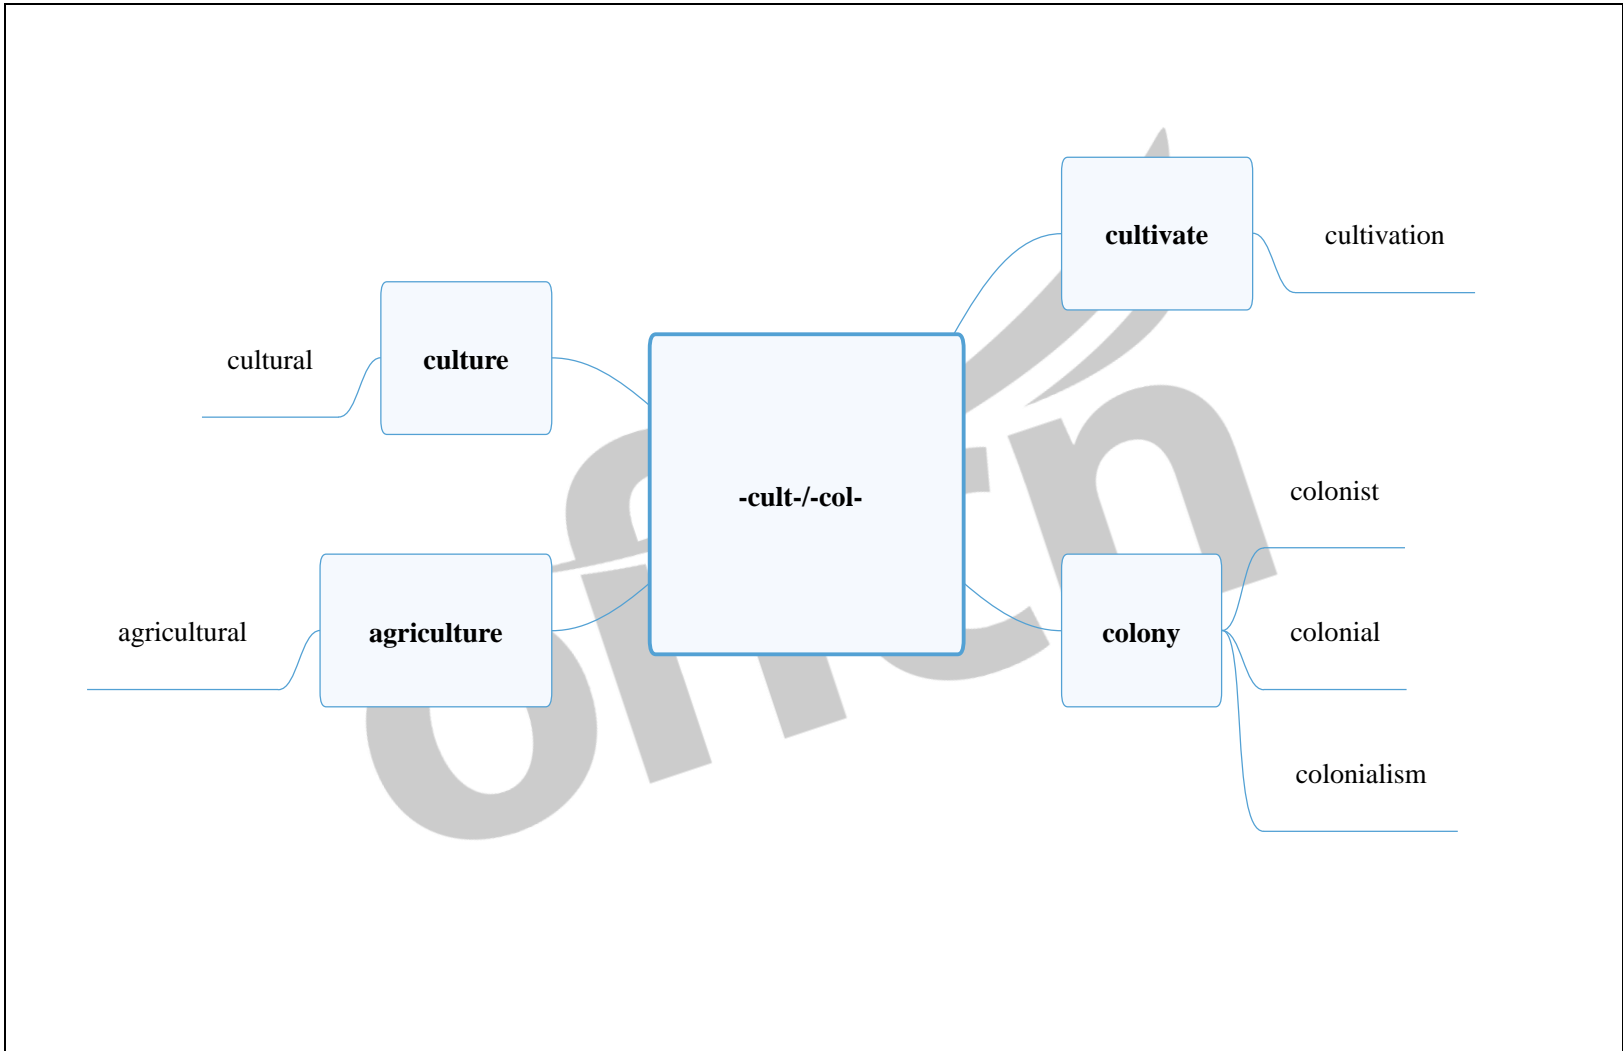 cultivate
cultivation
culture
cultural
-cult-/-col-
colonist
agriculture
agricultural
colony
colonial
colonialism
offcn